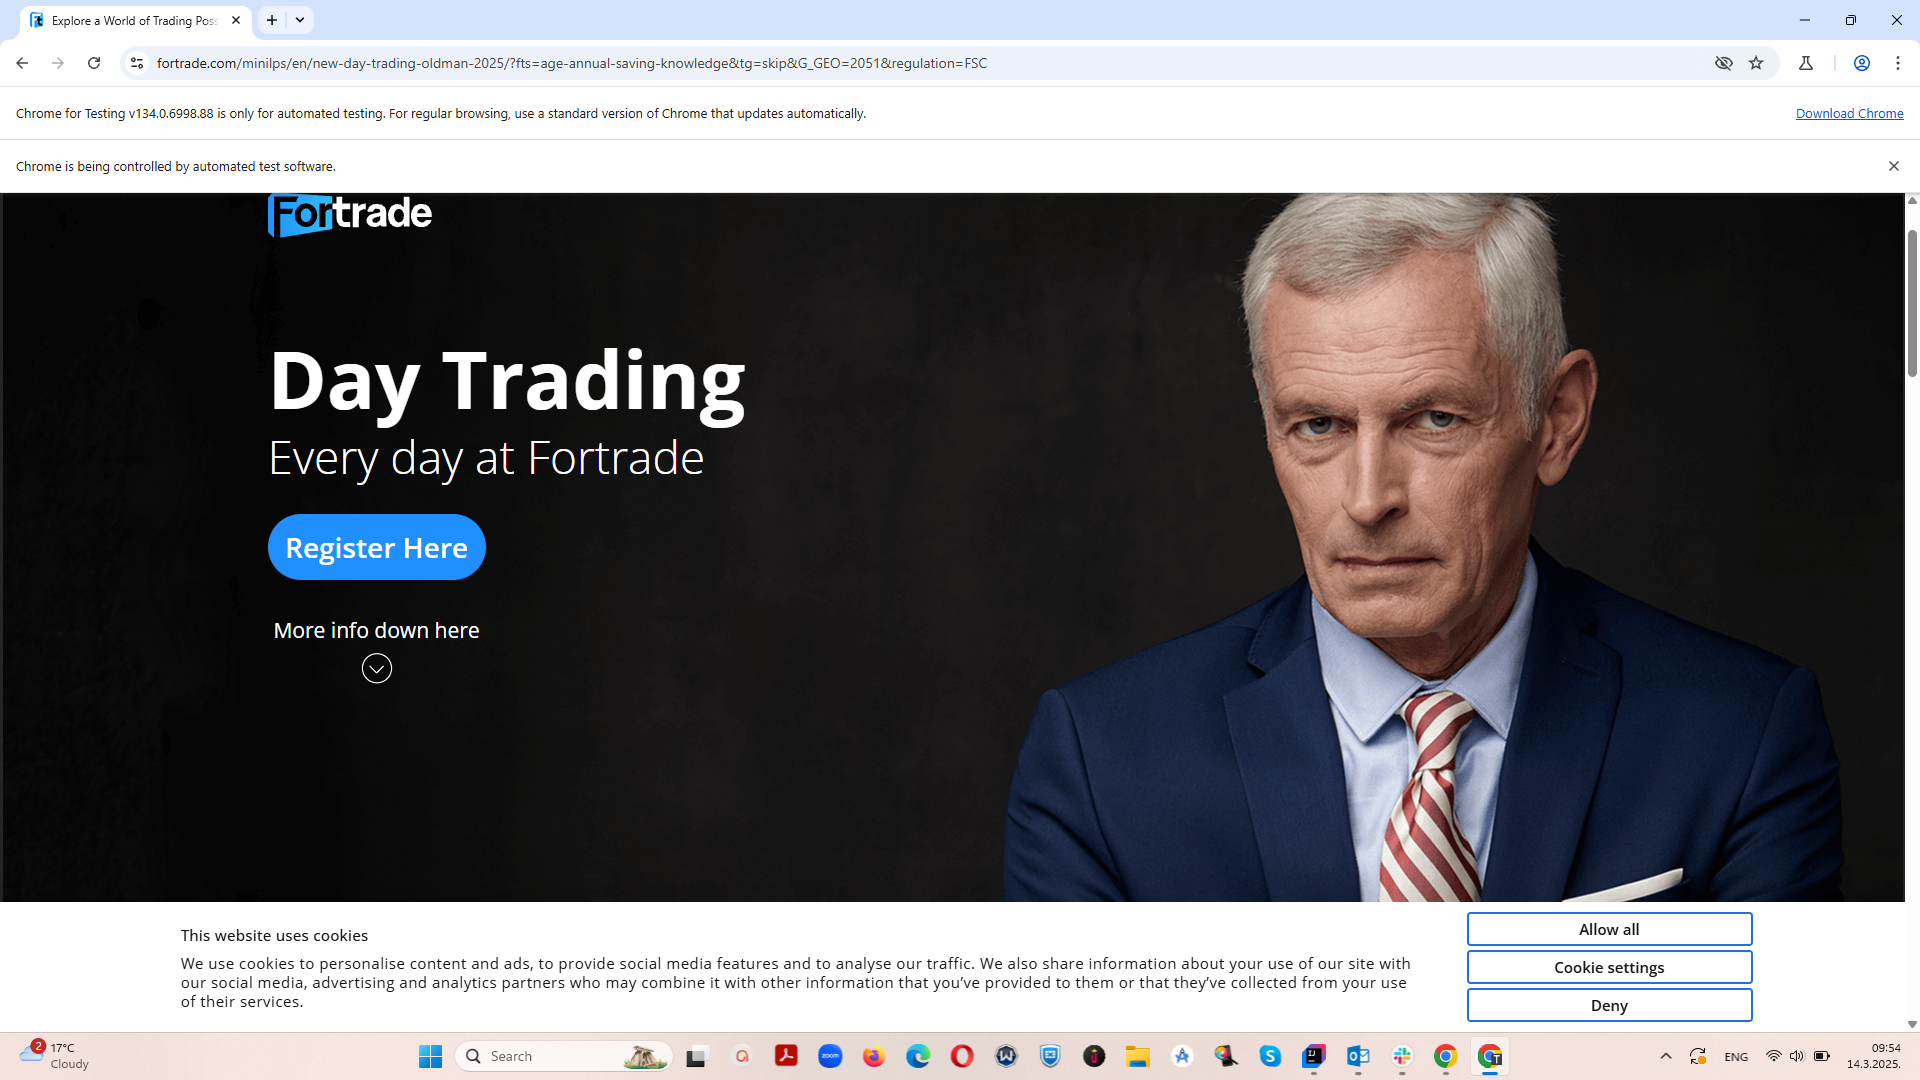 Explore a World of Trading Poss
fortrade.com/minilps/en/new-day-trading-oldman-2025/?fts=age-annual-saving-knowledge&tg=skip&G_GEO=2051&regulation=FSC
Chrome for Testing v134.0.6998.88 is only for automated testing. For regular browsing, use a standard version of Chrome that updates automatically.
Download Chrome
Chrome is being controlled by automated test software.
Fortrade
Day Trading
Every day at Fortrade
Register Here
More info down here
This website uses cookies
We use cookies to personalise content and ads, to provide social media features and to analyse our traffic. We also share information about your use of our site with
our social media, advertising and analytics partners who may combine it with other information that you’ve provided to them or that they’ve collected from your use
of their services.
Allow all
Cookie settings
Deny
2
17°C
Cloudy
Search
zoom
ENG
09:54
14.3.2025.